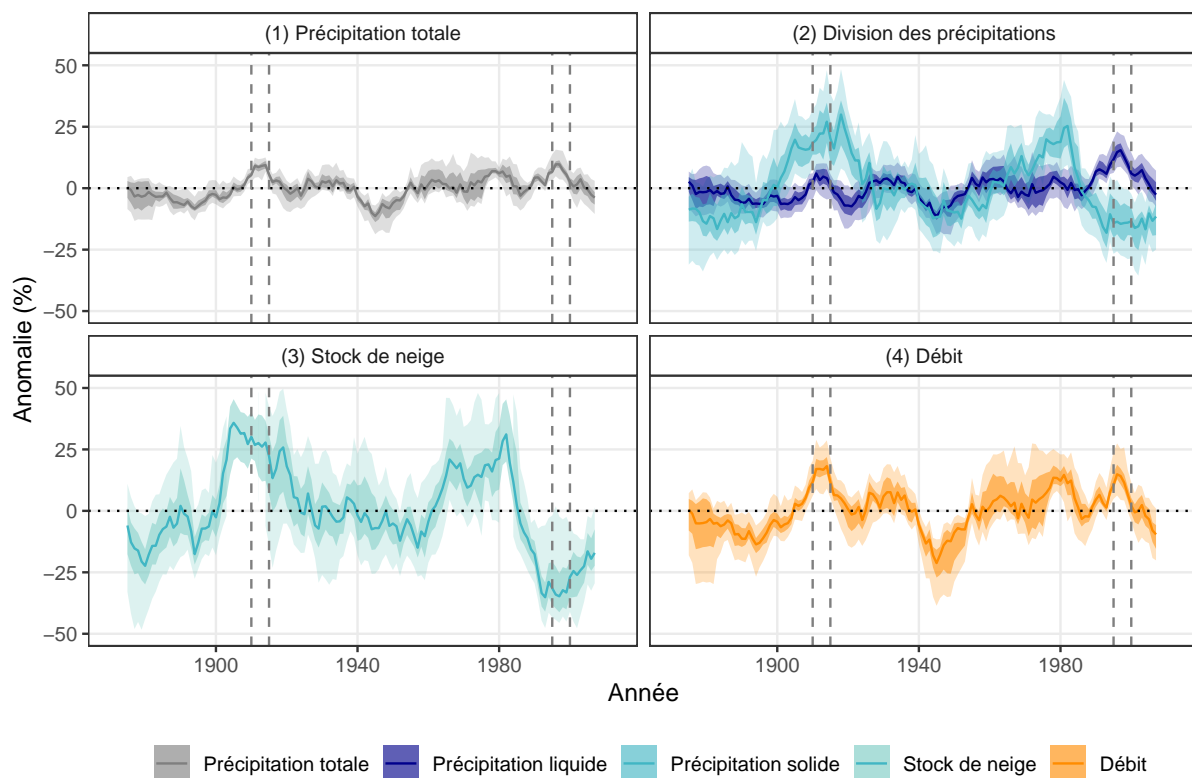 (1) Précipitation totale
(2) Division des précipitations
50
25
0
−25
−50
(3) Stock de neige
(4) Débit
50
25
0
−25
−50
Anomalie (%)
1900
1940
1980
1900
1940
1980
Année
Précipitation totale
Précipitation liquide
Précipitation solide
Stock de neige
Débit